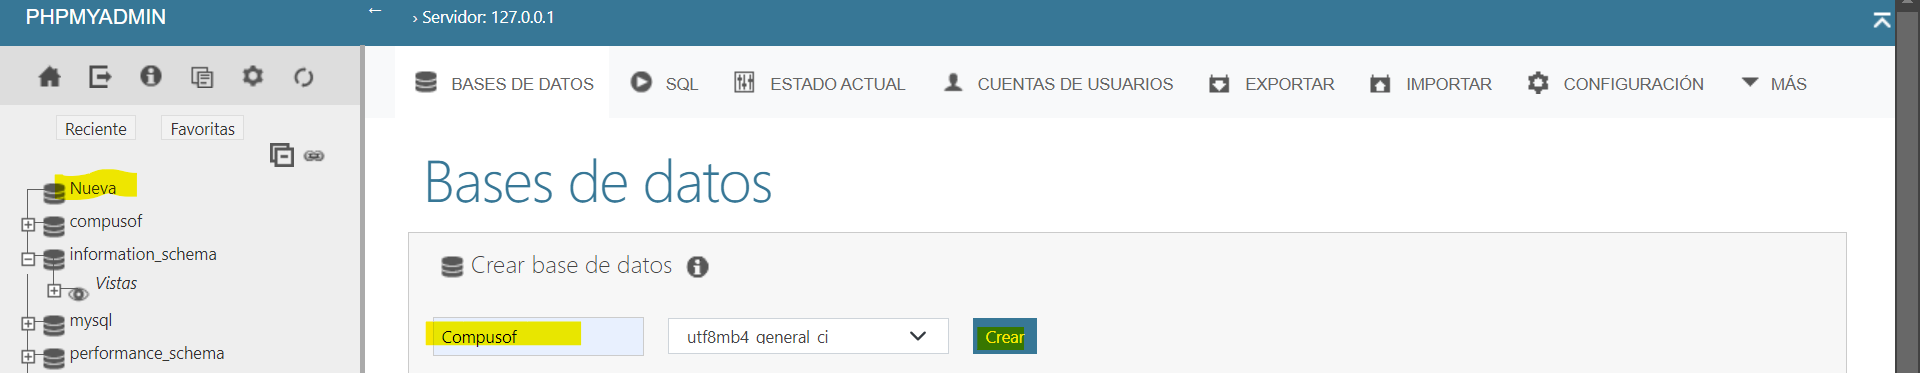 PHPMYADMIN
← › Servidor: 127.0.0.1
BASES DE DATOS SQL ESTADO ACTUAL CUENTAS DE USUARIOS EXPORTAR IMPORTAR CONFIGURACIÓN MÁS
Reciente Favoritas
Nueva
compusof
information_schema
Vistas
mysql
performance_schema
Bases de datos
Crear base de datos
Compusof utf8mb4_general_ci Crear